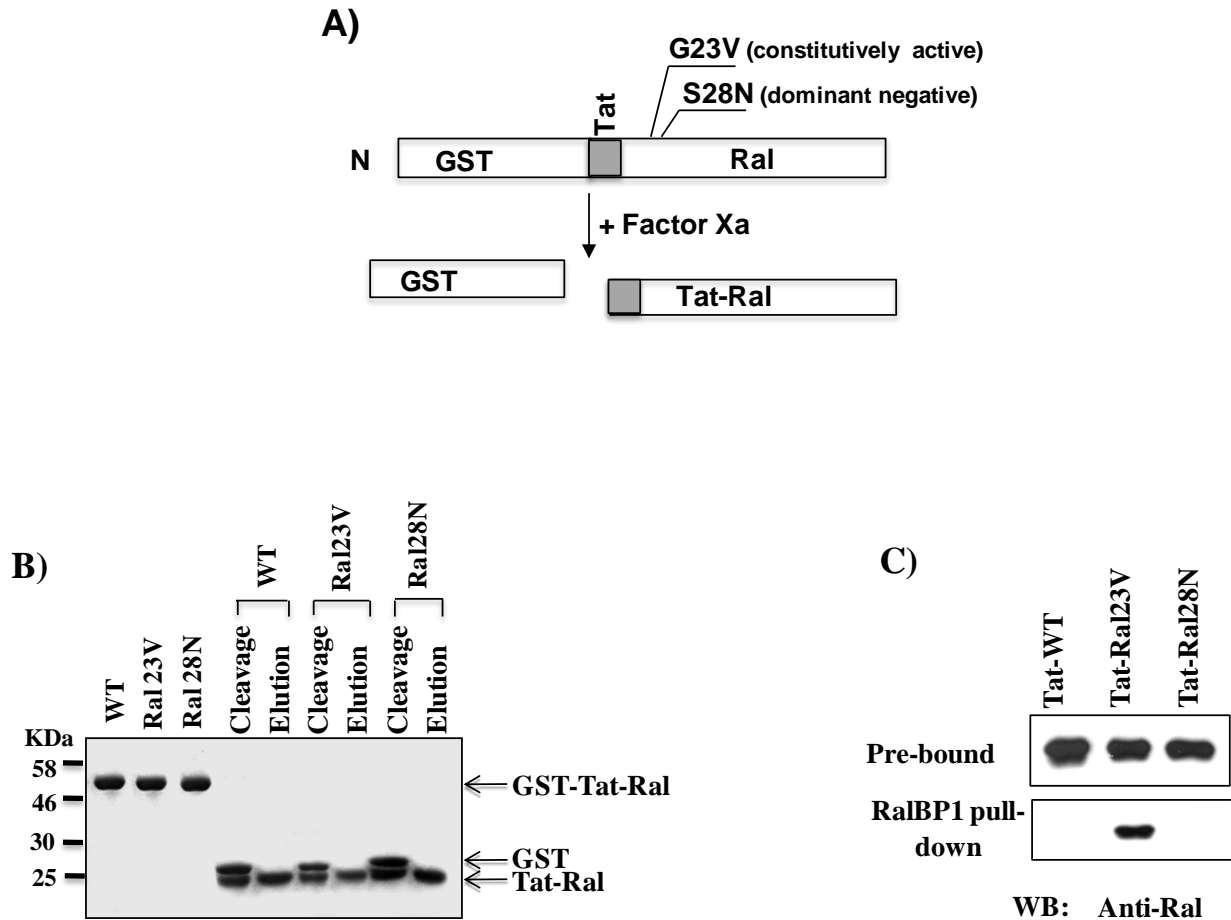 A)
G23V (constitutively active)
S28N (dominant negative)
Tat
N
GST
Ral
+ Factor Xa
GST
Tat-Ral
B)
WT
Ral23V
Ral28N
WT
Ral 23V
Ral 28N
Cleavage
Elution
Cleavage
Elution
Cleavage
Elution
KDa
58
46
30
25
GST-Tat-Ral
GST
Tat-Ral
C)
Tat-WT
Tat-Ral23V
Tat-Ral28N
Pre-bound
RalBP1 pull-
down
WB: Anti-Ral